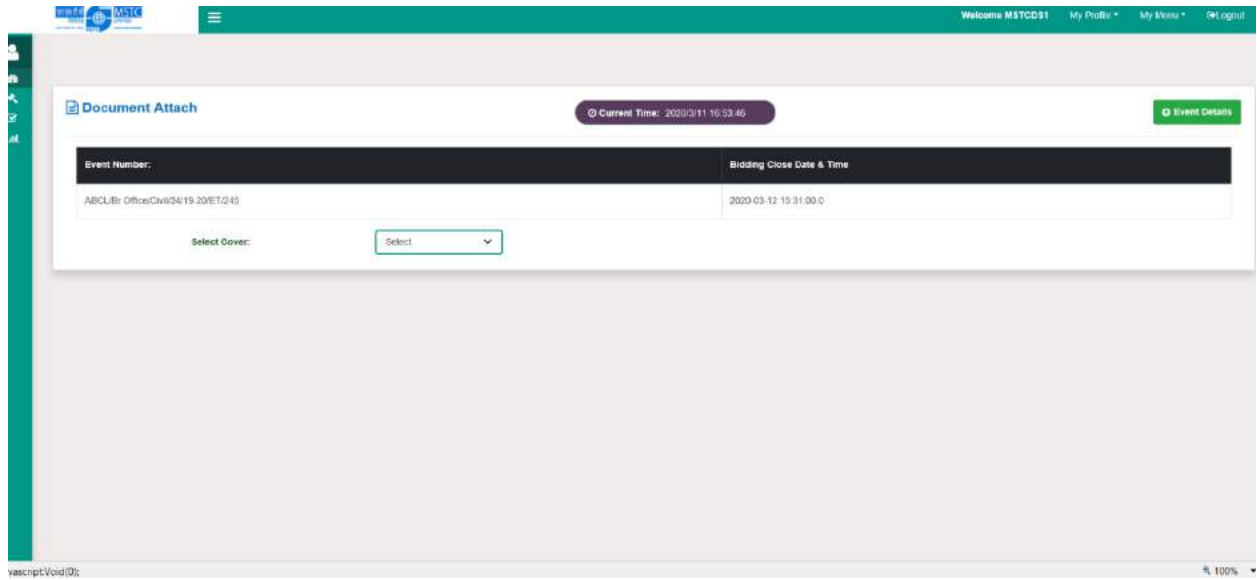 MSTC
Welcome MSTCDS1 My Profile My Menu Logout
Document Attach
Current Time: 2020/3/11 16:53:46
Event Details
Event Number: Bidding Close Date & Time
ABCL/Br Office/Civil/34/19-20/ET/245 2020-03-12 15:31:00.0
Select Cover: Select
vascript:Void(0);
100%